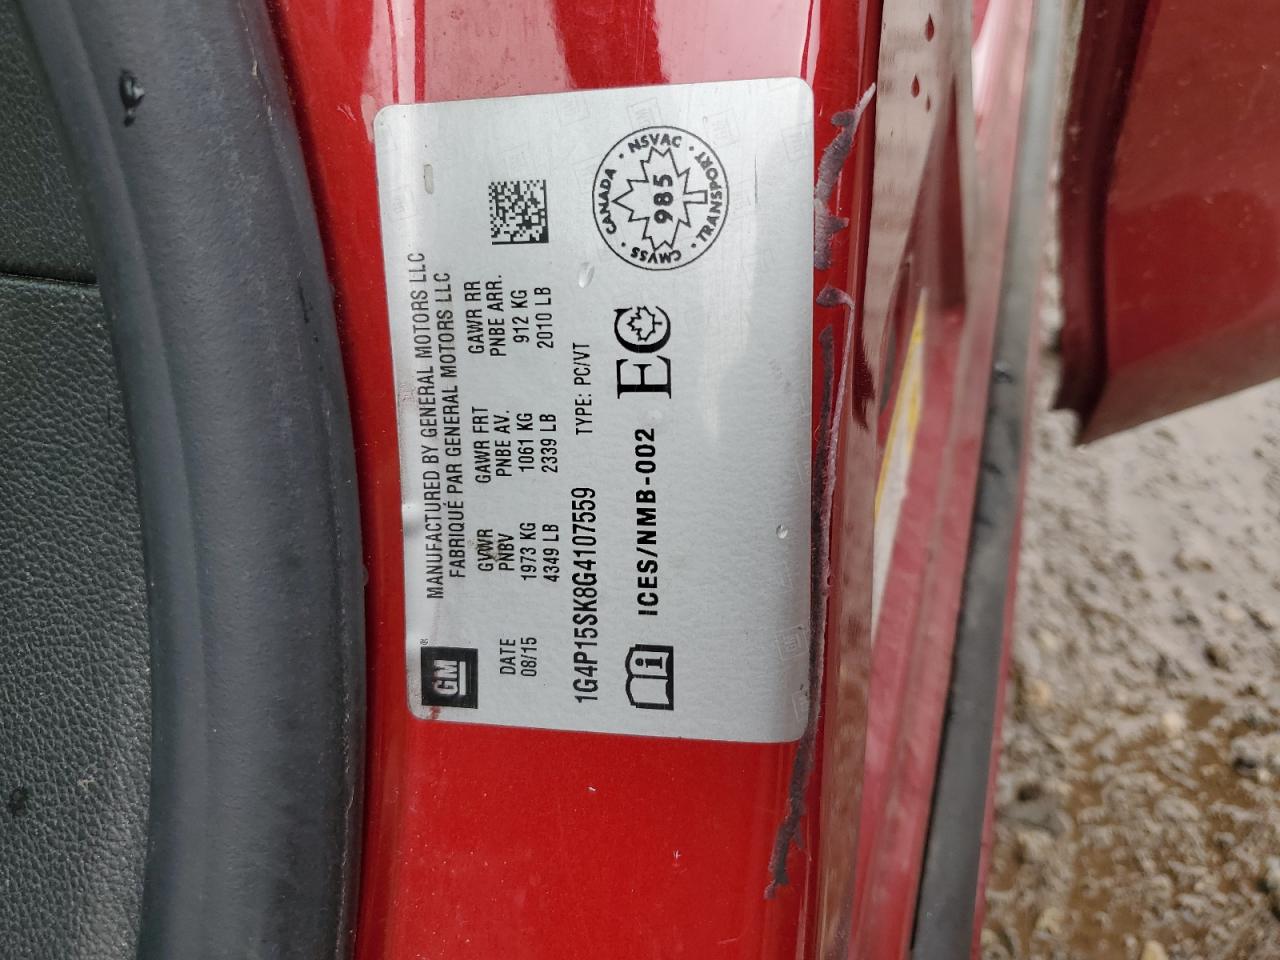 GM®
MANUFACTURED BY GENERAL MOTORS LLC
FABRIQUÉ PAR GENERAL MOTORS LLC
DATE GVWR GAWR FRT GAWR RR
08/15 PNBV PNBE AV. PNBE ARR.
1973 KG 1061 KG 912 KG
4349 LB 2339 LB 2010 LB
1G4P15SK8G4107559 TYPE: PC/VT
i ICES/NMB-002 EC
CANADA · NSVAC · TRANSPORT · CMVSS ·
985